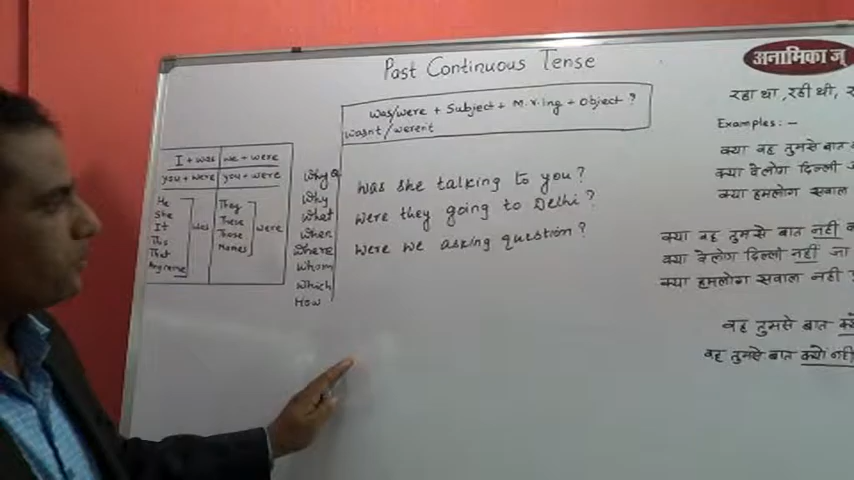 Past Continuous Tense
अनामिका ज्
was/were + Subject + M.v.ing + Object ?
wasnt/werent
रहा था, रही थी,
Examples: -
I + was we + were
you + were you + were
He
She
It
This
That
Any name
was
They
These
Those
Names
were
Why
What
When
Where
Whom
Which
How
Was she talking to you?
Were they going to Delhi?
Were we asking question?
क्या वह तुमसे बात
क्या वेलोग दिल्ली
क्या हमलोग सवाल
क्या वह तुमसे बात नहीं
क्या वेलोग दिल्ली नहीं जा
क्या हमलोग सवाल नहीं
वह तुमसे बात
वह तुमसे बात क्यों नहीं